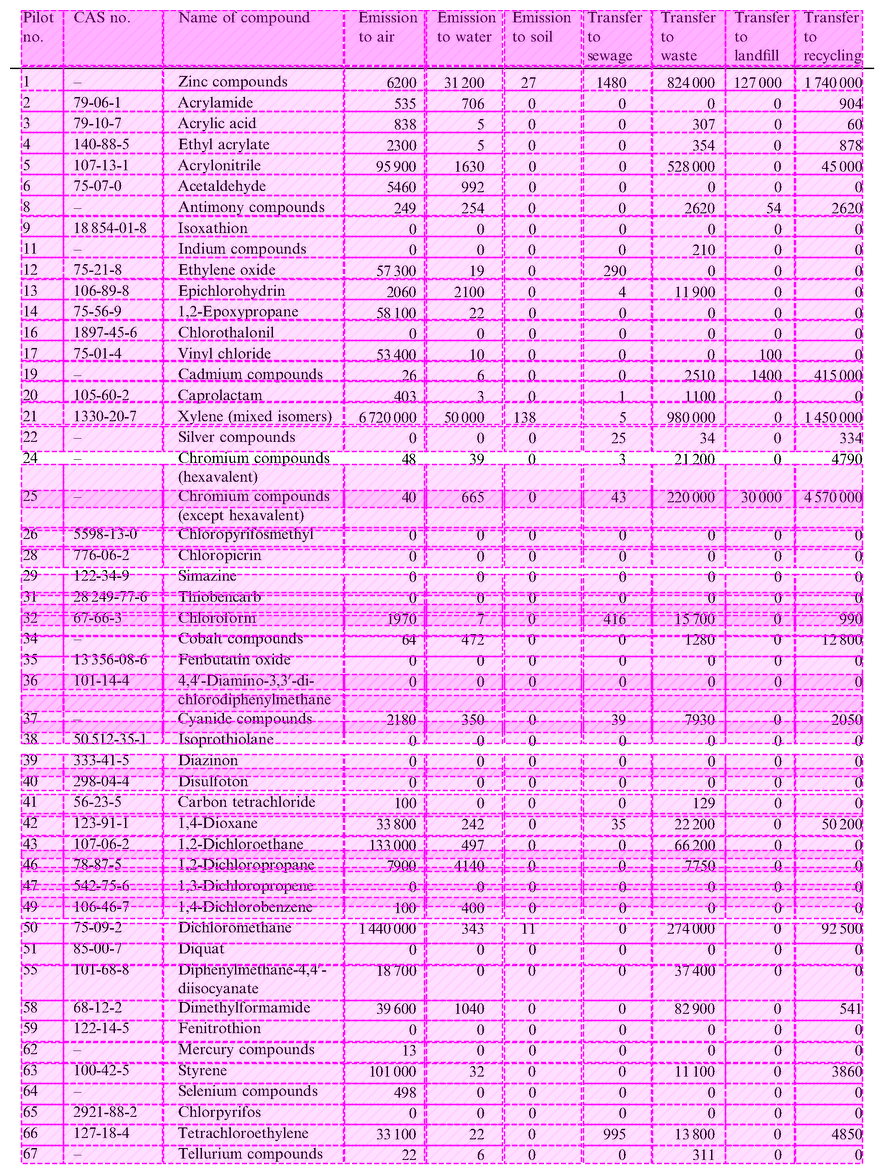 Pilot no. CAS no. Name of compound Emission to air Emission to water Emission to soil Transfer to sewage Transfer to waste Transfer to landfill Transfer to recycling
1 – Zinc compounds 6200 31 200 27 1480 824 000 127 000 1 740 000
2 79-06-1 Acrylamide 535 706 0 0 0 0 904
3 79-10-7 Acrylic acid 838 5 0 0 307 0 60
4 140-88-5 Ethyl acrylate 2300 5 0 0 354 0 878
5 107-13-1 Acrylonitrile 95 900 1630 0 0 528 000 0 45 000
6 75-07-0 Acetaldehyde 5460 992 0 0 0 0 0
8 – Antimony compounds 249 254 0 0 2620 54 2620
9 18 854-01-8 Isoxathion 0 0 0 0 0 0 0
11 – Indium compounds 0 0 0 0 210 0 0
12 75-21-8 Ethylene oxide 57 300 19 0 290 0 0 0
13 106-89-8 Epichlorohydrin 2060 2100 0 4 11 900 0 0
14 75-56-9 1,2-Epoxypropane 58 100 22 0 0 0 0 0
16 1897-45-6 Chlorothalonil 0 0 0 0 0 0 0
17 75-01-4 Vinyl chloride 53 400 10 0 0 0 100 0
19 – Cadmium compounds 26 6 0 0 2510 1400 415 000
20 105-60-2 Caprolactam 403 3 0 1 1100 0 0
21 1330-20-7 Xylene (mixed isomers) 6 720 000 50 000 138 5 980 000 0 1 450 000
22 – Silver compounds 0 0 0 25 34 0 334
24 – Chromium compounds 48 39 0 3 21 200 0 4790
(hexavalent)
25 – Chromium compounds 40 665 0 43 220 000 30 000 4 570 000
(except hexavalent)
26 5598-13-0 Chloropyrifosmethyl 0 0 0 0 0 0 0
28 776-06-2 Chloropicrin 0 0 0 0 0 0 0
29 122-34-9 Simazine 0 0 0 0 0 0 0
31 28 249-77-6 Thiobencarb 0 0 0 0 0 0 0
32 67-66-3 Chloroform 1970 7 0 416 15 700 0 990
34 – Cobalt compounds 64 472 0 0 1280 0 12 800
35 13 356-08-6 Fenbutatin oxide 0 0 0 0 0 0 0
36 101-14-4 4,4′-Diamino-3,3′-di- 0 0 0 0 0 0 0
chlorodiphenylmethane
37 – Cyanide compounds 2180 350 0 39 7930 0 2050
38 50 512-35-1 Isoprothiolane 0 0 0 0 0 0 0
39 333-41-5 Diazinon 0 0 0 0 0 0 0
40 298-04-4 Disulfoton 0 0 0 0 0 0 0
41 56-23-5 Carbon tetrachloride 100 0 0 0 129 0 0
42 123-91-1 1,4-Dioxane 33 800 242 0 35 22 200 0 50 200
43 107-06-2 1,2-Dichloroethane 133 000 497 0 0 66 200 0 0
46 78-87-5 1,2-Dichloropropane 7900 4140 0 0 7750 0 0
47 542-75-6 1,3-Dichloropropene 0 0 0 0 0 0 0
49 106-46-7 1,4-Dichlorobenzene 100 400 0 0 0 0 0
50 75-09-2 Dichloromethane 1 440 000 343 11 0 274 000 0 92 500
51 85-00-7 Diquat 0 0 0 0 0 0 0
55 101-68-8 Diphenylmethane-4,4′- 18 700 0 0 0 37 400 0 0
diisocyanate
58 68-12-2 Dimethylformamide 39 600 1040 0 0 82 900 0 541
59 122-14-5 Fenitrothion 0 0 0 0 0 0 0
62 – Mercury compounds 13 0 0 0 0 0 0
63 100-42-5 Styrene 101 000 32 0 0 11 100 0 3860
64 – Selenium compounds 498 0 0 0 0 0 0
65 2921-88-2 Chlorpyrifos 0 0 0 0 0 0 0
66 127-18-4 Tetrachloroethylene 33 100 22 0 995 13 800 0 4850
67 – Tellurium compounds 22 6 0 0 311 0 0